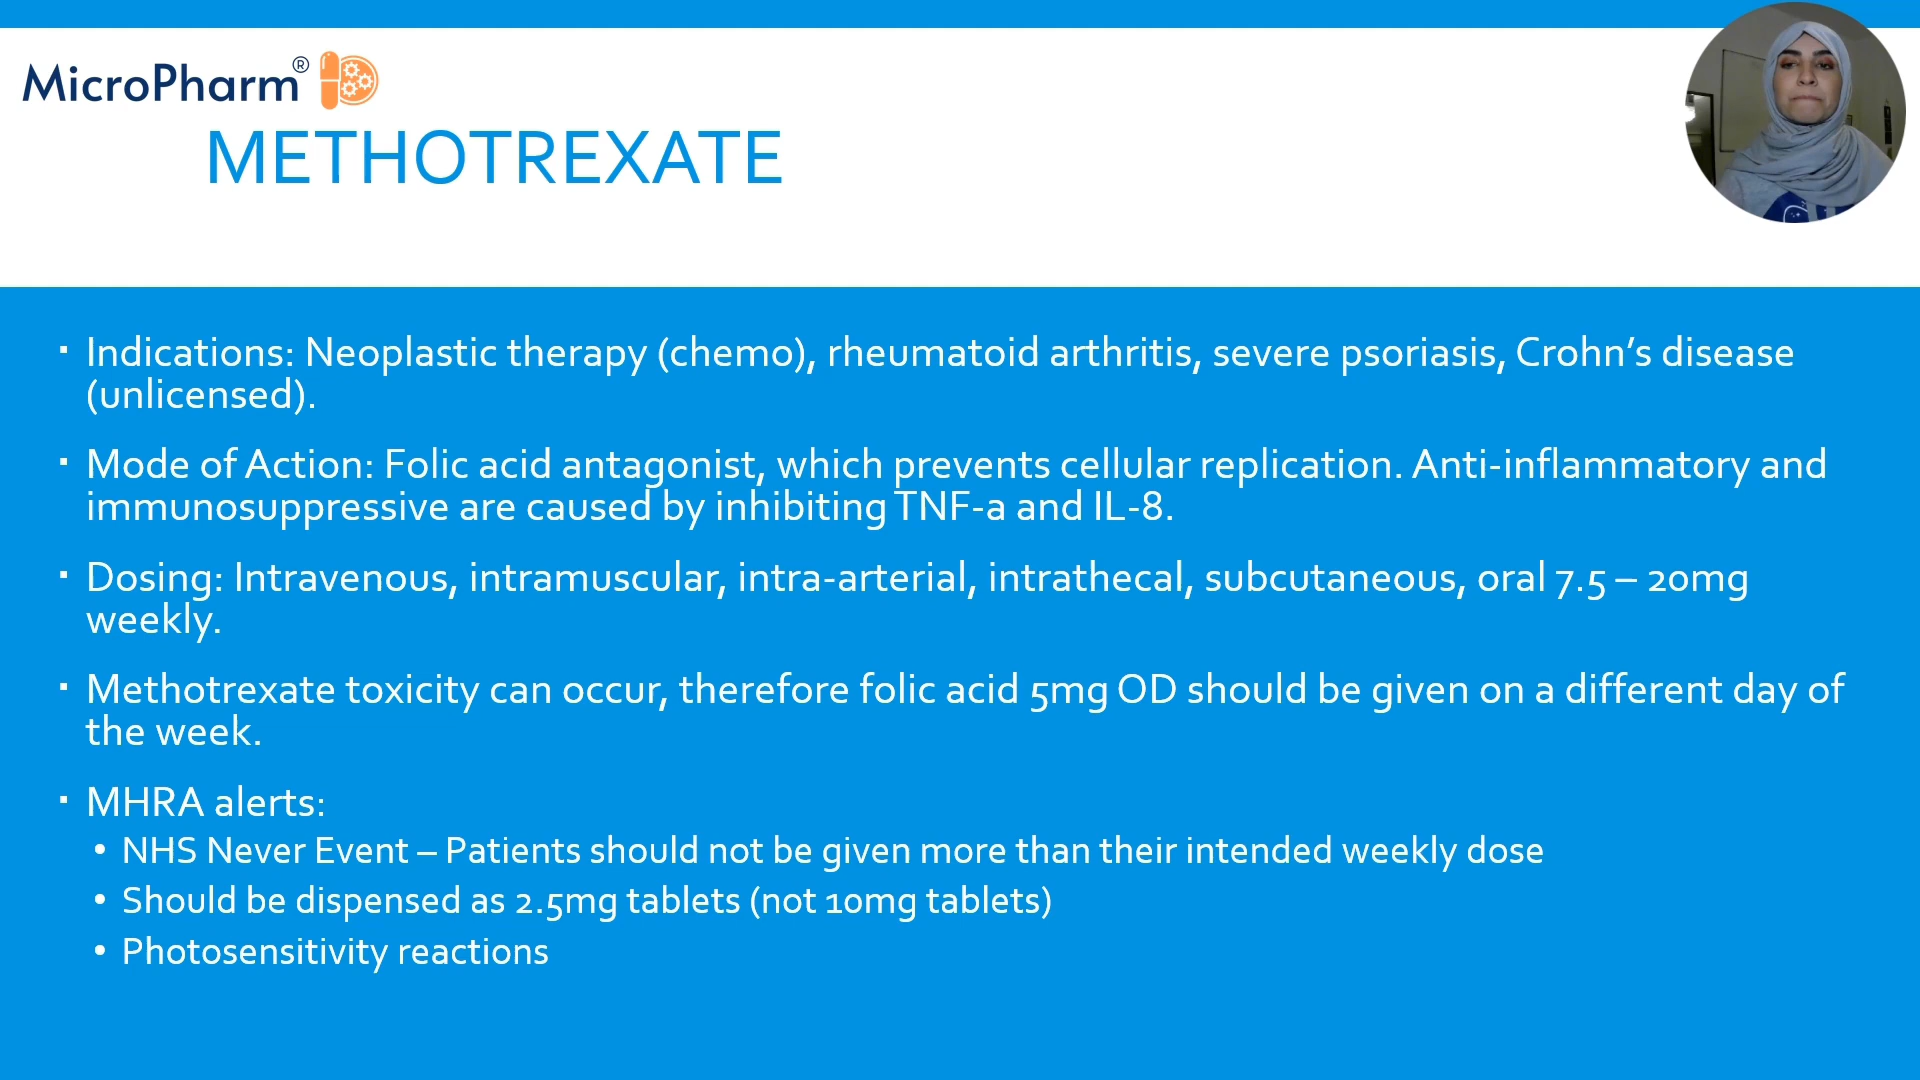 MicroPharm®
METHOTREXATE
▪ Indications: Neoplastic therapy (chemo), rheumatoid arthritis, severe psoriasis, Crohn’s disease
(unlicensed).
▪ Mode of Action: Folic acid antagonist, which prevents cellular replication. Anti-inflammatory and
immunosuppressive are caused by inhibiting TNF-a and IL-8.
▪ Dosing: Intravenous, intramuscular, intra-arterial, intrathecal, subcutaneous, oral 7.5 – 20mg
weekly.
▪ Methotrexate toxicity can occur, therefore folic acid 5mg OD should be given on a different day of
the week.
▪ MHRA alerts:
• NHS Never Event – Patients should not be given more than their intended weekly dose
• Should be dispensed as 2.5mg tablets (not 10mg tablets)
• Photosensitivity reactions